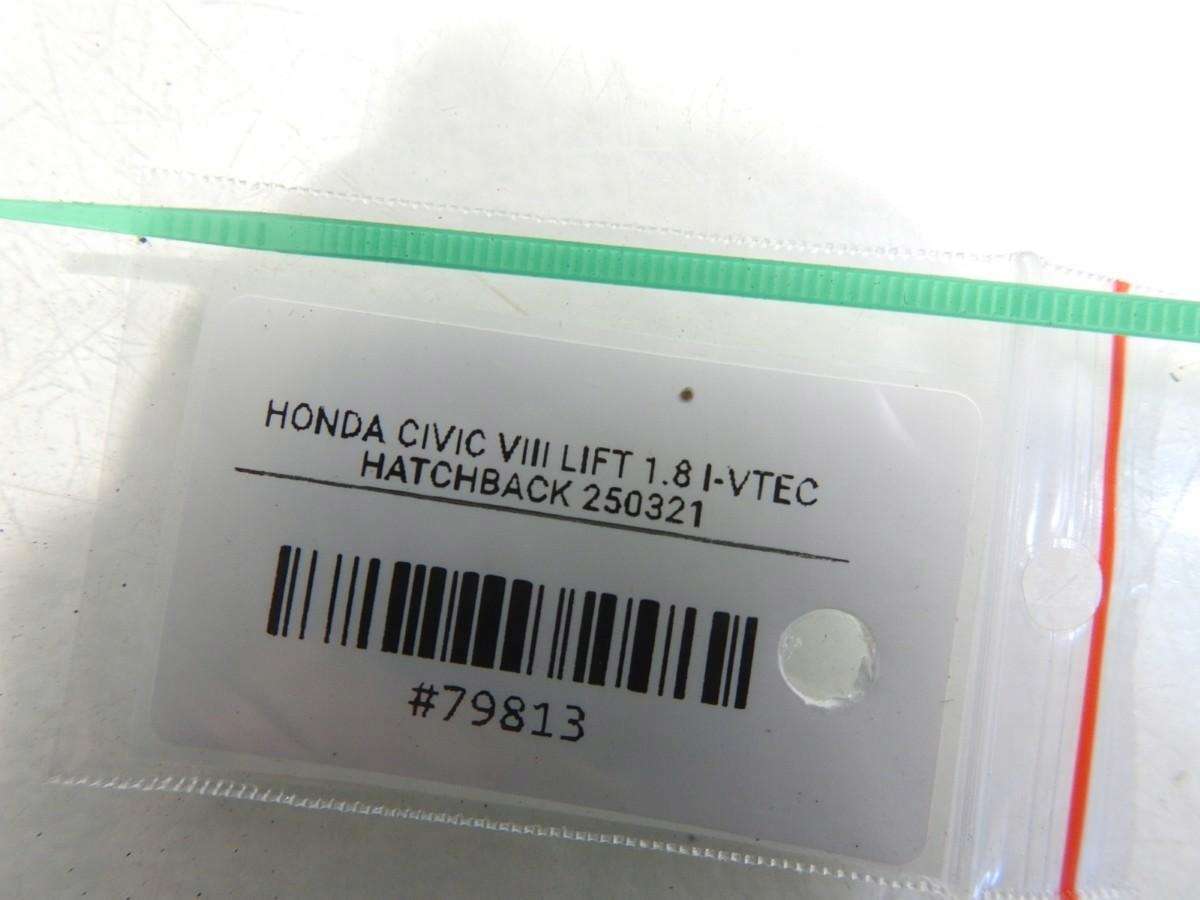 HONDA CIVIC VIII LIFT 1.8 I-VTEC
HATCHBACK 250321
#79813